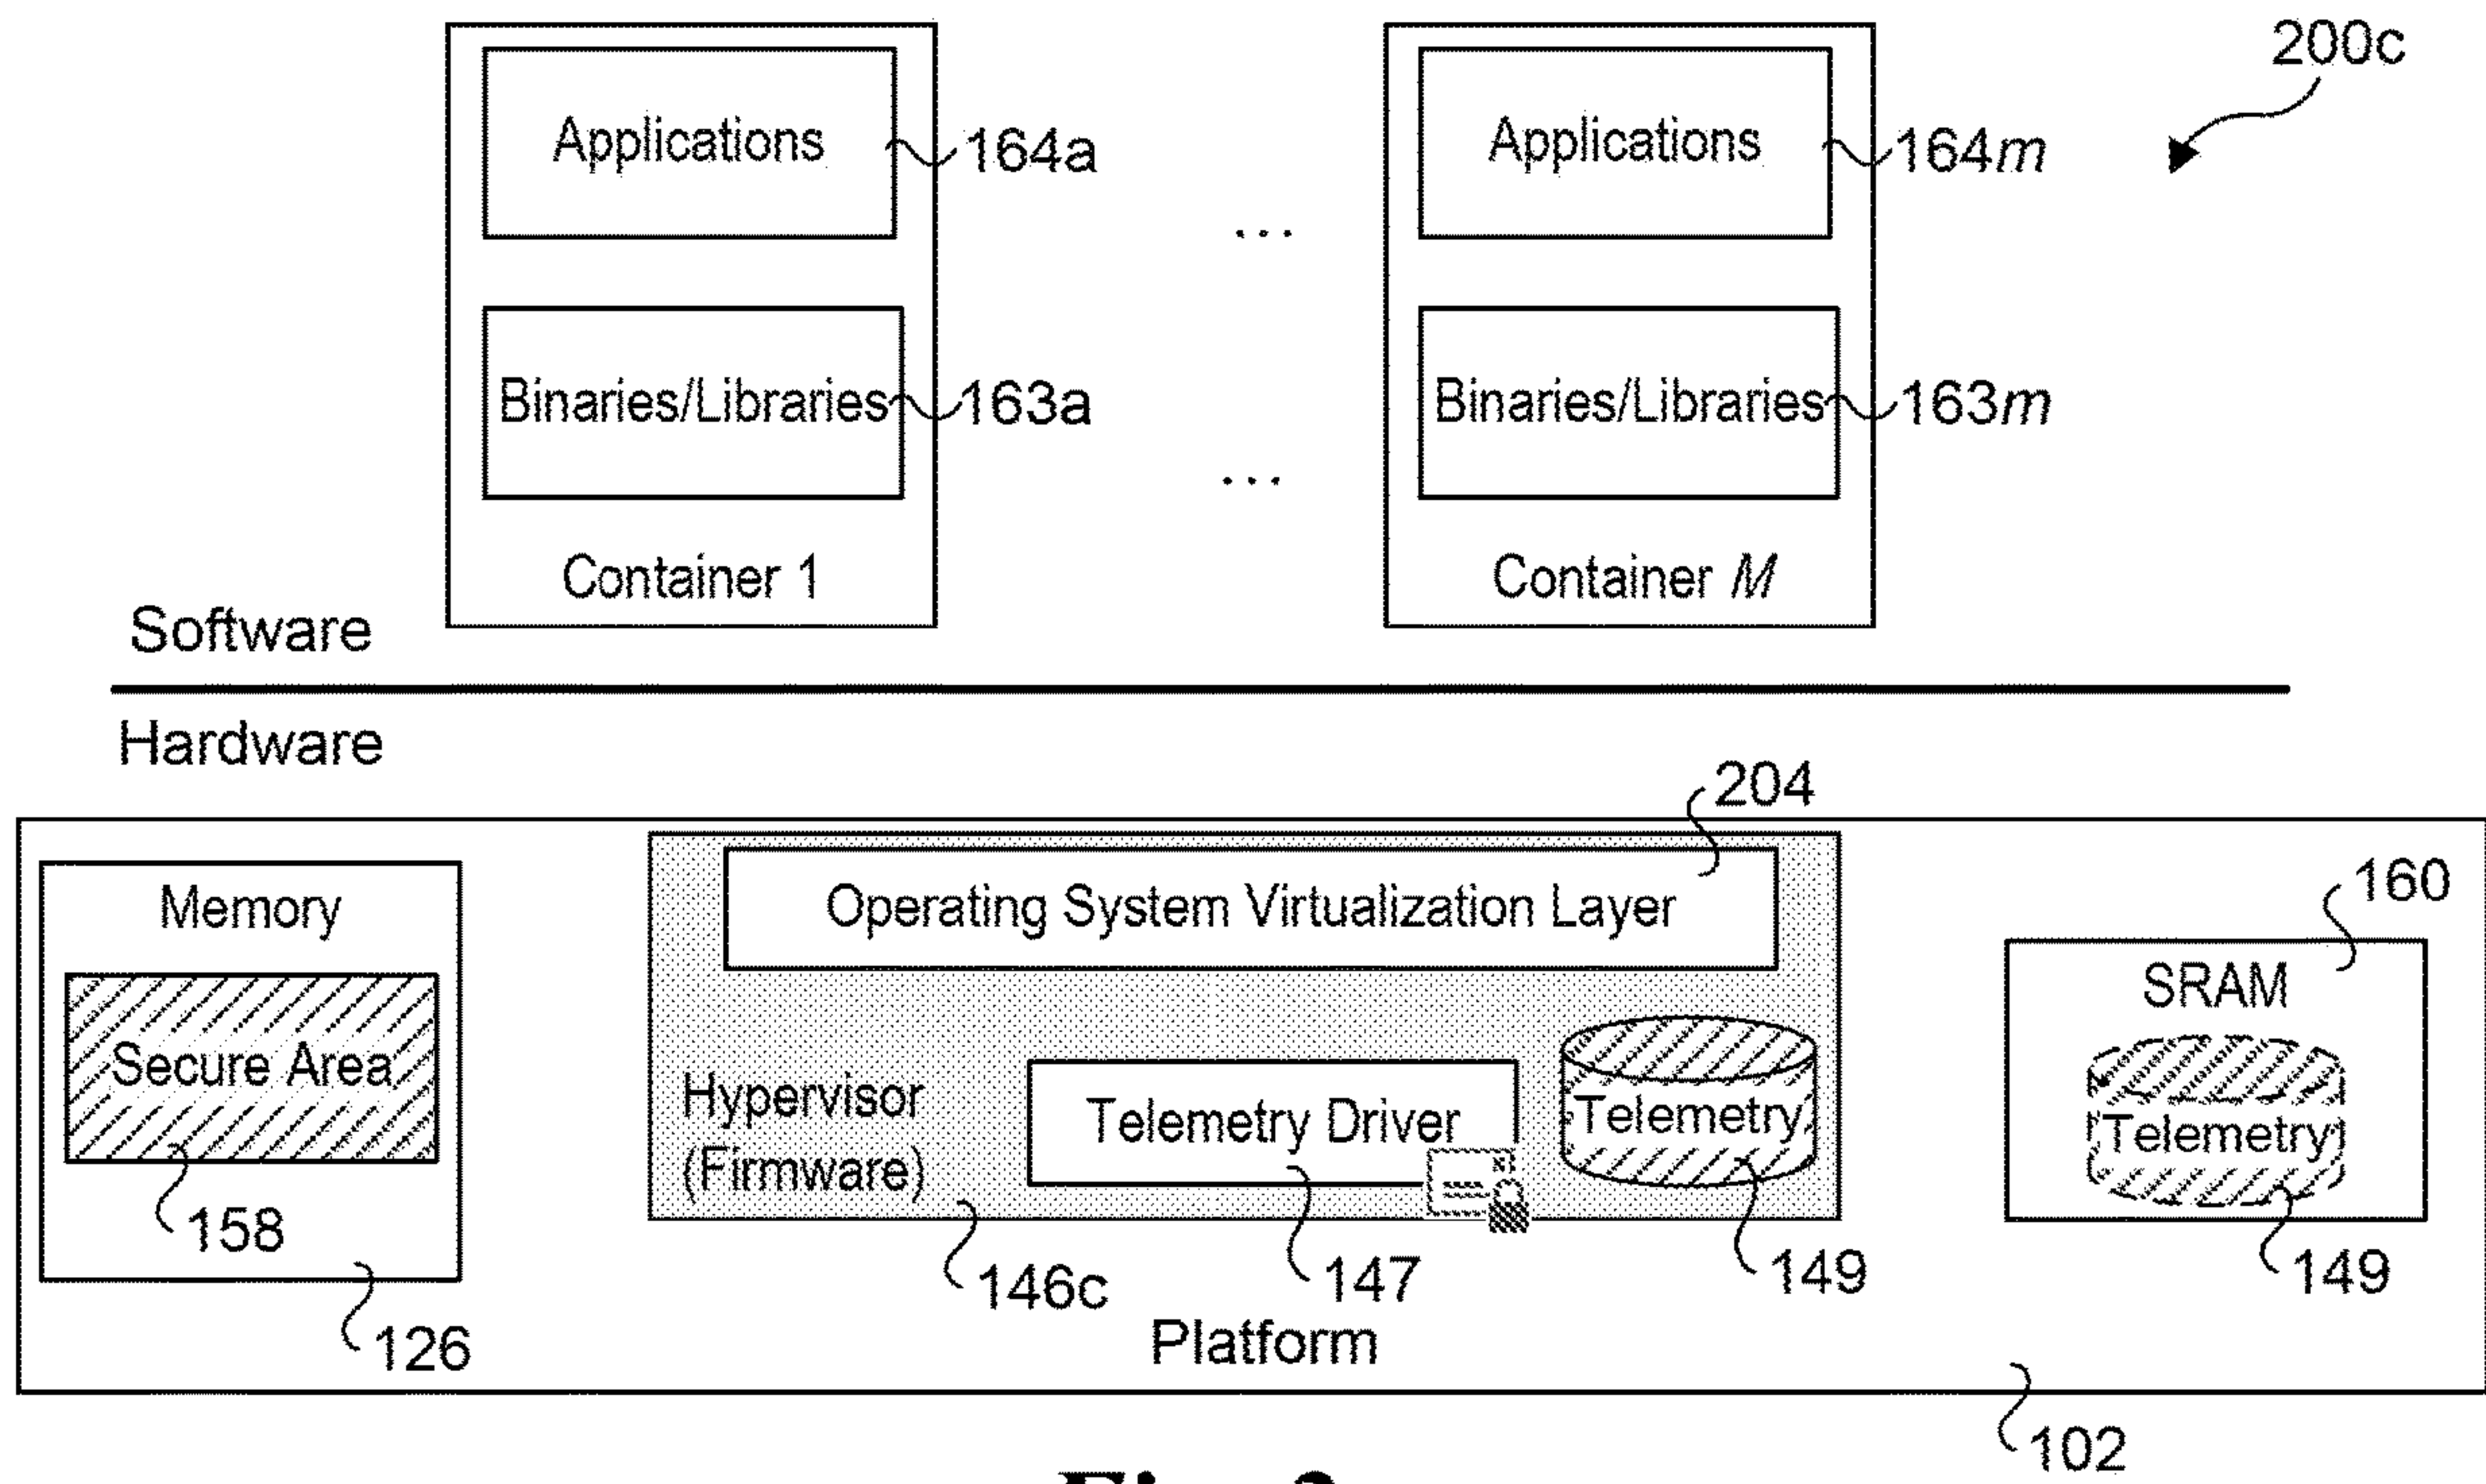 200c
Applications
164a
Applications
164m
...
Binaries/Libraries
163a
Binaries/Libraries
163m
...
Container 1
Container M
Software
Hardware
204
Memory
Operating System Virtualization Layer
160
SRAM
Secure Area
Hypervisor
(Firmware)
Telemetry Driver
Telemetry
Telemetry
158
146c
147
149
149
126
Platform
102